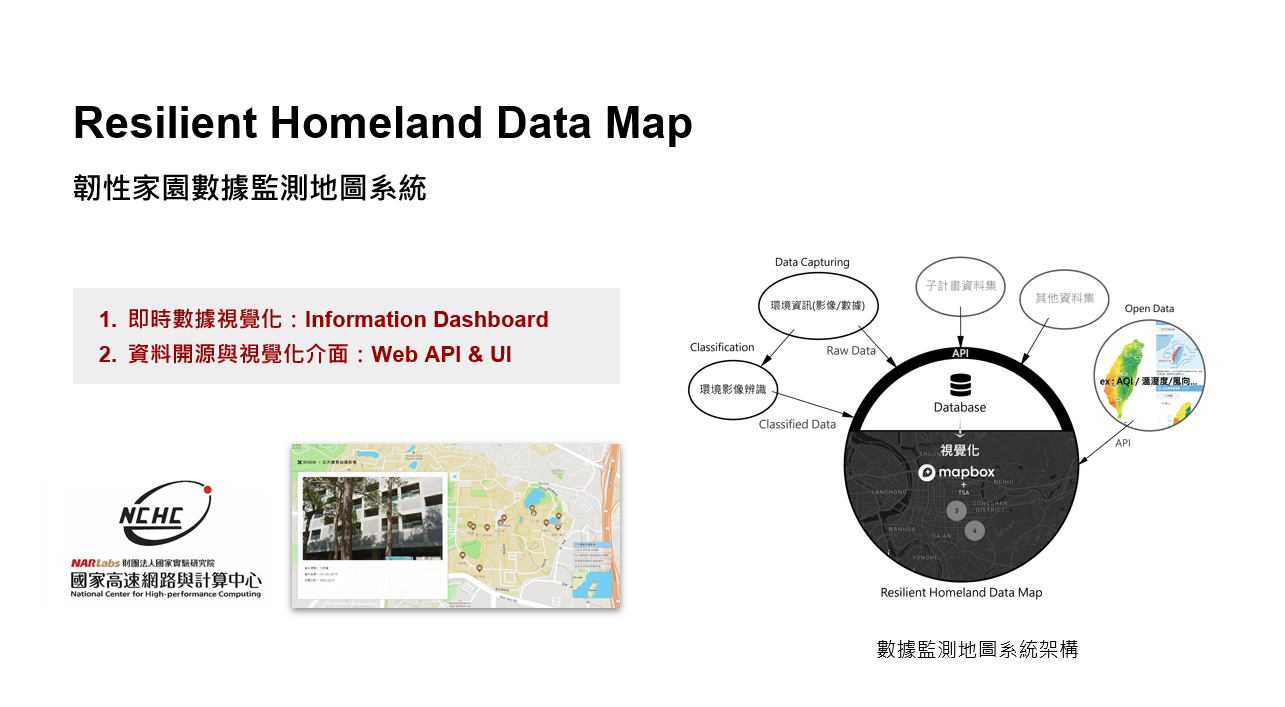 Resilient Homeland Data Map
韌性家園數據監測地圖系統
1. 即時數據視覺化：Information Dashboard
2. 資料開源與視覺化介面：Web API & UI
NCHC
NARLabs 財團法人國家實驗研究院
國家高速網路與計算中心
National Center for High-performance Computing
Data Capturing
環境資訊(影像/數據)
子計畫資料集
其他資料集
Open Data
Classification
Raw Data
環境影像辨識
ex : AQI / 溫溼度/風向...
API
Database
Classified Data
API
視覺化
mapbox
+
TSA
SANCHONG
NEIHU
SONGSHAN
DISTRICT
3
4
WANHUA
DA'AN
YONGHE
Resilient Homeland Data Map
數據監測地圖系統架構